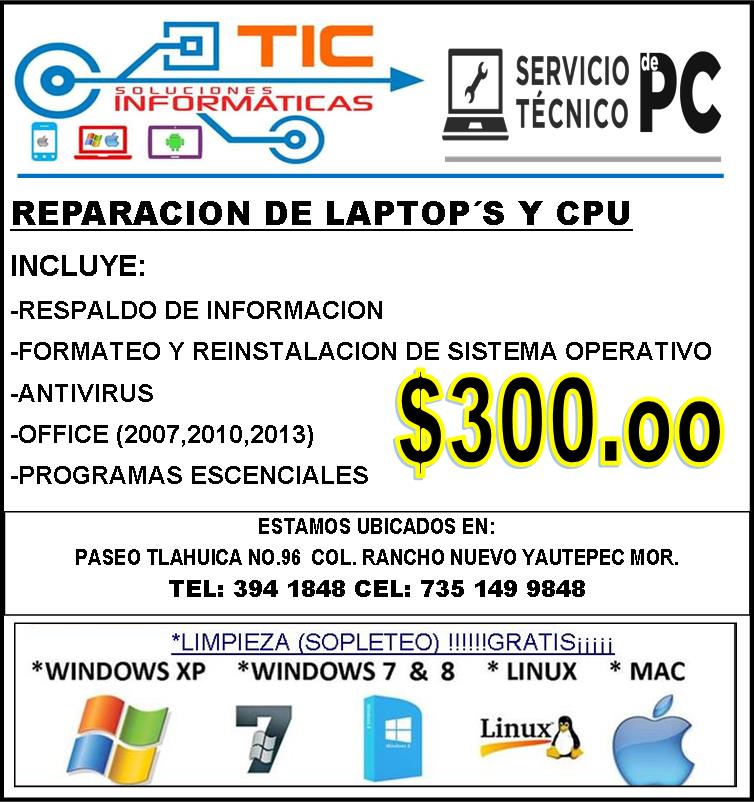 TIC
SOLUCIONES
INFORMÁTICAS
SERVICIO
TÉCNICO
de
PC
REPARACION DE LAPTOP´S Y CPU
INCLUYE:
-RESPALDO DE INFORMACION
-FORMATEO Y REINSTALACION DE SISTEMA OPERATIVO
-ANTIVIRUS
-OFFICE (2007,2010,2013)
-PROGRAMAS ESCENCIALES
$300.oo
ESTAMOS UBICADOS EN:
PASEO TLAHUICA NO.96 COL. RANCHO NUEVO YAUTEPEC MOR.
TEL: 394 1848 CEL: 735 149 9848
*LIMPIEZA (SOPLETEO) !!!!!!GRATIS¡¡¡¡¡
*WINDOWS XP *WINDOWS 7 & 8 * LINUX * MAC
7
Linux